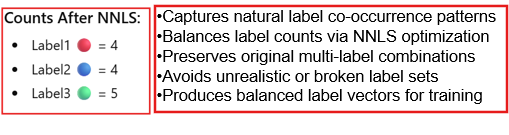 Counts After NNLS:
• Label1 = 4
• Label2 = 4
• Label3 = 5
•Captures natural label co-occurrence patterns
•Balances label counts via NNLS optimization
•Preserves original multi-label combinations
•Avoids unrealistic or broken label sets
•Produces balanced label vectors for training